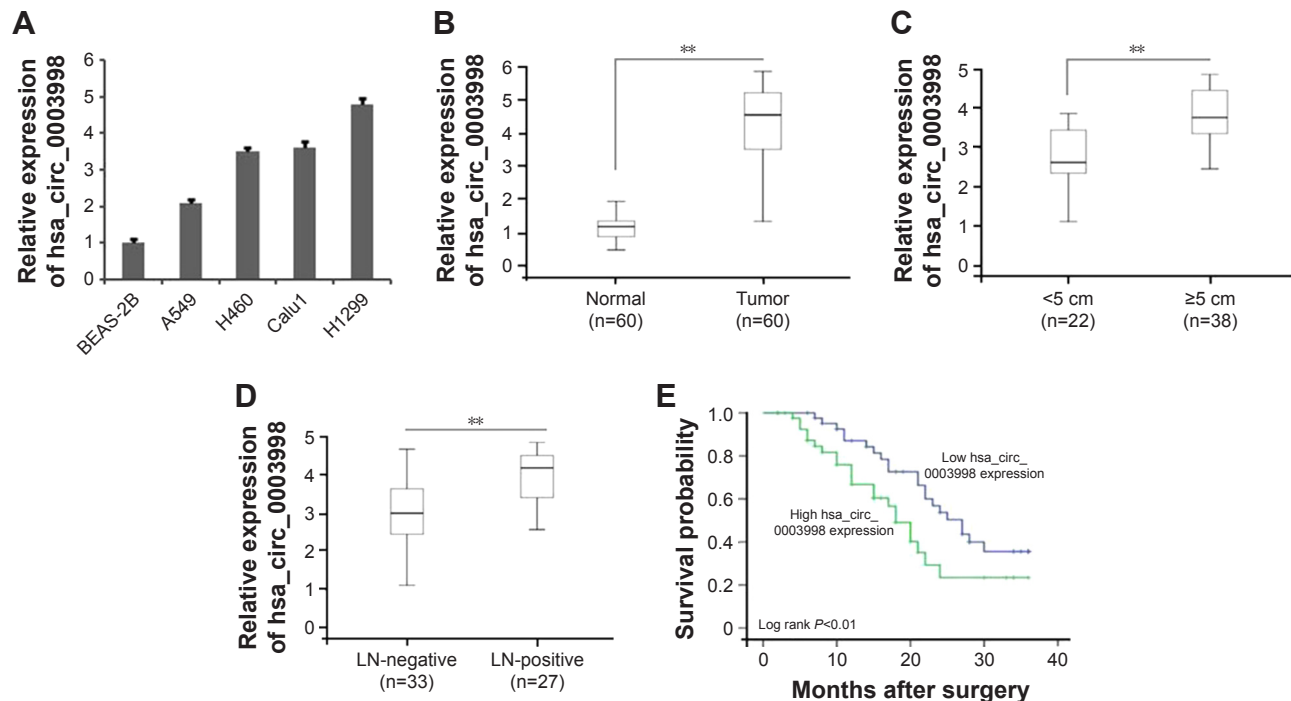 A
Relative expression
of hsa_circ_0003998
6
5
4
3
2
1
0
BEAS-2B
A549
H460
Calu1
H1299
B
Relative expression
of hsa_circ_0003998
6
5
4
3
2
1
0
**
Normal
(n=60)
Tumor
(n=60)
C
Relative expression
of hsa_circ_0003998
5
4
3
2
1
0
**
<5 cm
(n=22)
≥5 cm
(n=38)
D
Relative expression
of hsa_circ_0003998
5
4
3
2
1
0
**
LN-negative
(n=33)
LN-positive
(n=27)
E
Survival probability
1.0
0.8
0.6
0.4
0.2
0
Low hsa_circ_
0003998 expression
High hsa_circ_
0003998 expression
Log rank P<0.01
0
10
20
30
40
Months after surgery